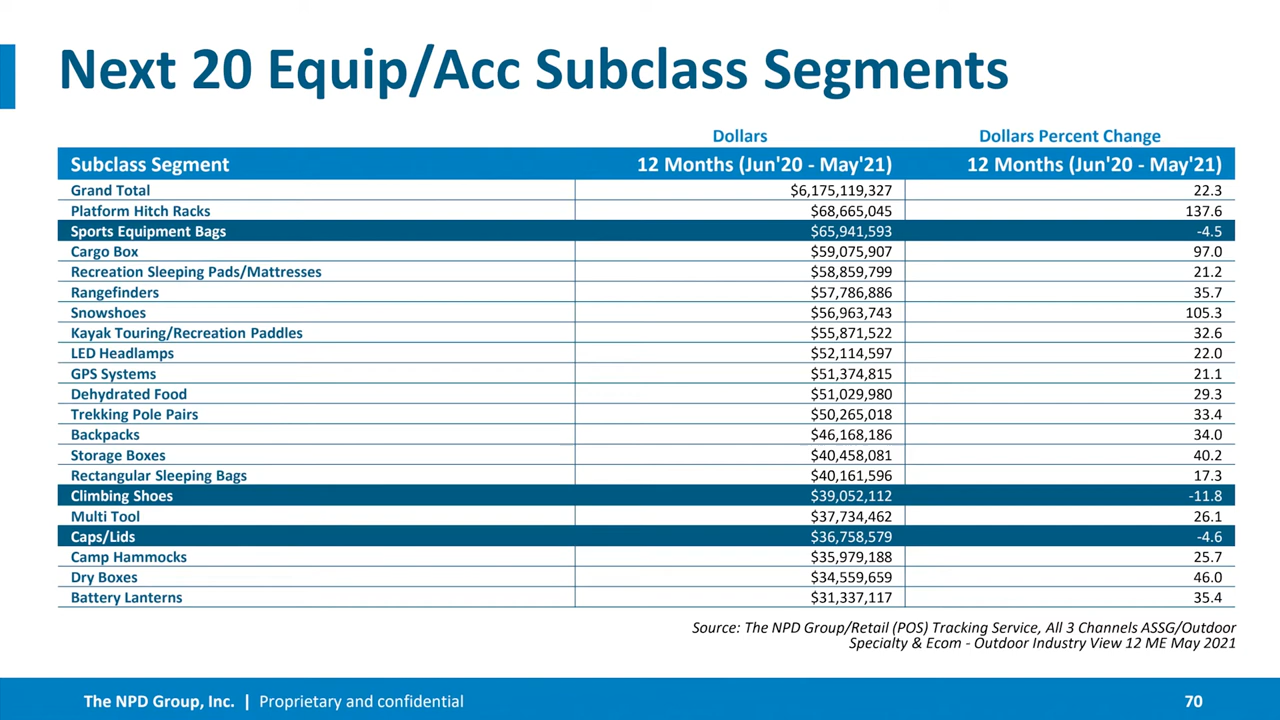 Next 20 Equip/Acc Subclass Segments
Dollars Dollars Percent Change
Subclass Segment 12 Months (Jun'20 - May'21) 12 Months (Jun'20 - May'21)
Grand Total $6,175,119,327 22.3
Platform Hitch Racks $68,665,045 137.6
Sports Equipment Bags $65,941,593 -4.5
Cargo Box $59,075,907 97.0
Recreation Sleeping Pads/Mattresses $58,859,799 21.2
Rangefinders $57,786,886 35.7
Snowshoes $56,963,743 105.3
Kayak Touring/Recreation Paddles $55,871,522 32.6
LED Headlamps $52,114,597 22.0
GPS Systems $51,374,815 21.1
Dehydrated Food $51,029,980 29.3
Trekking Pole Pairs $50,265,018 33.4
Backpacks $46,168,186 34.0
Storage Boxes $40,458,081 40.2
Rectangular Sleeping Bags $40,161,596 17.3
Climbing Shoes $39,052,112 -11.8
Multi Tool $37,734,462 26.1
Caps/Lids $36,758,579 -4.6
Camp Hammocks $35,979,188 25.7
Dry Boxes $34,559,659 46.0
Battery Lanterns $31,337,117 35.4
Source: The NPD Group/Retail (POS) Tracking Service, All 3 Channels ASSG/Outdoor
Specialty & Ecom - Outdoor Industry View 12 ME May 2021
The NPD Group, Inc. | Proprietary and confidential 70